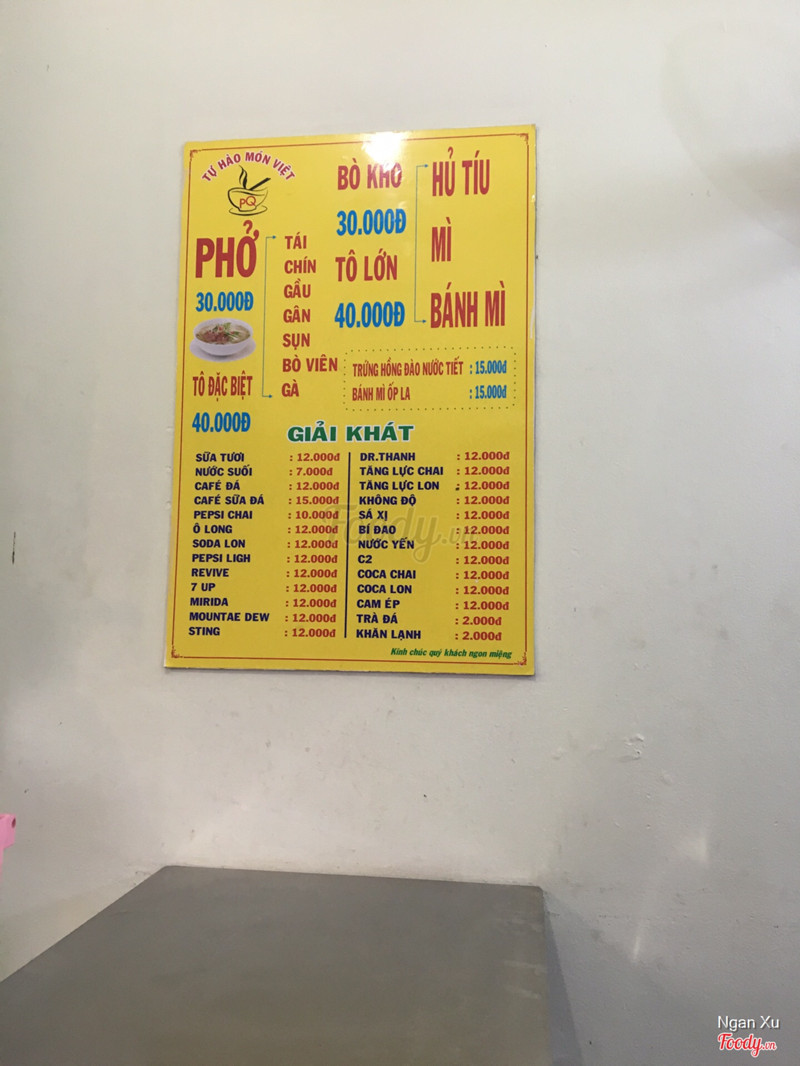 TỰ HÀO MÓN VIỆT
PQ
PHỞ
30.000Đ
TÔ ĐẶC BIỆT
40.000Đ
TÁI
CHÍN
GẦU
GÂN
SỤN
BÒ VIÊN
GÀ
BÒ KHO
30.000Đ
TÔ LỚN
40.000Đ
HỦ TÍU
MÌ
BÁNH MÌ
TRỨNG HỒNG ĐÀO NƯỚC TIẾT : 15.000đ
BÁNH MÌ ỐP LA : 15.000đ
GIẢI KHÁT
SỮA TƯƠI : 12.000đ
NƯỚC SUỐI : 7.000đ
CAFÉ ĐÁ : 12.000đ
CAFÉ SỮA ĐÁ : 15.000đ
PEPSI CHAI : 10.000đ
Ô LONG : 12.000đ
SODA LON : 12.000đ
PEPSI LIGH : 12.000đ
REVIVE : 12.000đ
7 UP : 12.000đ
MIRIDA : 12.000đ
MOUNTAE DEW : 12.000đ
STING : 12.000đ
DR.THANH : 12.000đ
TĂNG LỰC CHAI : 12.000đ
TĂNG LỰC LON : 12.000đ
KHÔNG ĐỘ : 12.000đ
SÁ XỊ : 12.000đ
BÍ ĐAO : 12.000đ
NƯỚC YẾN : 12.000đ
C2 : 12.000đ
COCA CHAI : 12.000đ
COCA LON : 12.000đ
CAM ÉP : 12.000đ
TRÀ ĐÁ : 2.000đ
KHĂN LẠNH : 2.000đ
Kính chúc quý khách ngon miệng
Foody.vn
Ngan Xu
Foody.vn